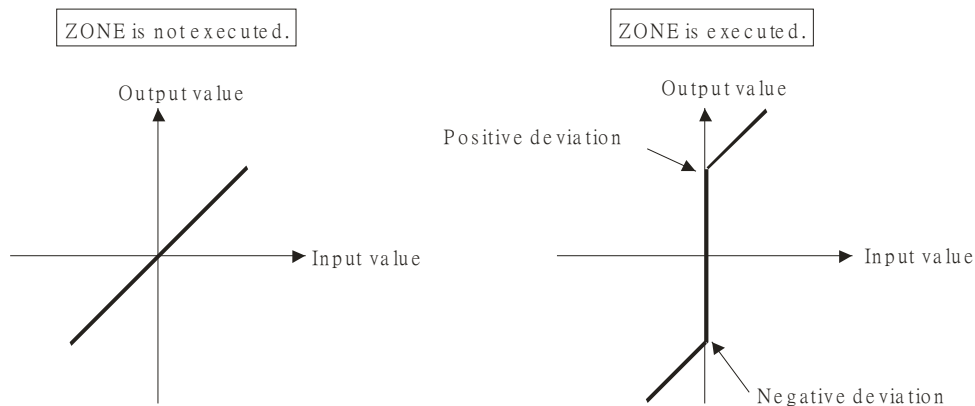 ZONE is not executed.
ZONE is executed.
Output value
Input value
Output value
Positive deviation
Input value
Negative deviation